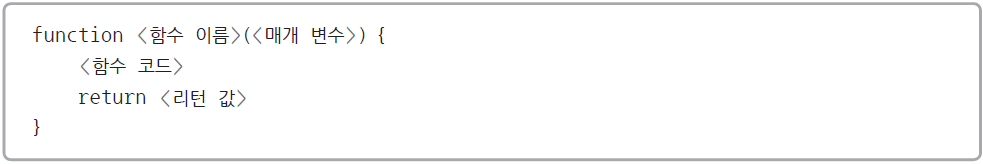 function <함수 이름>(<매개 변수>) {
    <함수 코드>
    return <리턴 값>
}